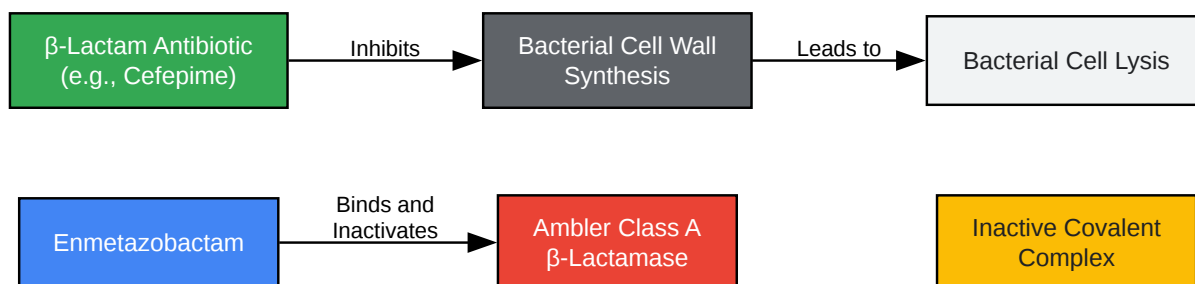 β-Lactam Antibiotic
(e.g., Cefepime)
Inhibits
Bacterial Cell Wall
Synthesis
Leads to
Bacterial Cell Lysis
Enmetazobactam
Binds and
Inactivates
Ambler Class A
β-Lactamase
Inactive Covalent
Complex